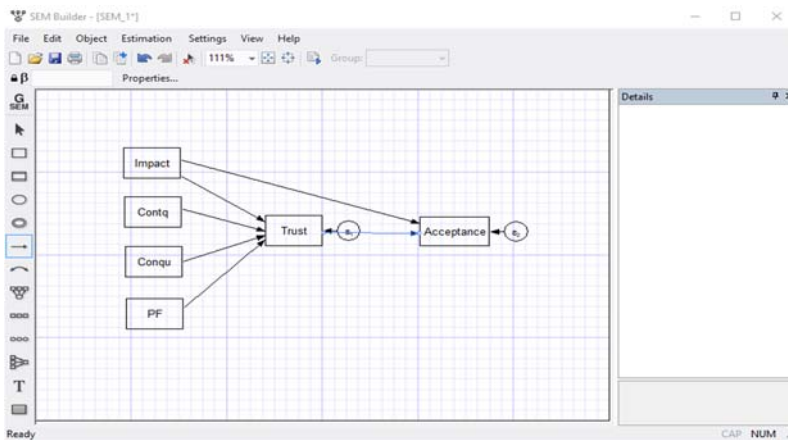 SEM Builder - [SEM_1*]
File Edit Object Estimation Settings View Help
111% Group:
β Properties...
G
SEM
Details
Impact
Contq
Trust
Acceptance
Conqu
PF
T
Ready
CAP NUM